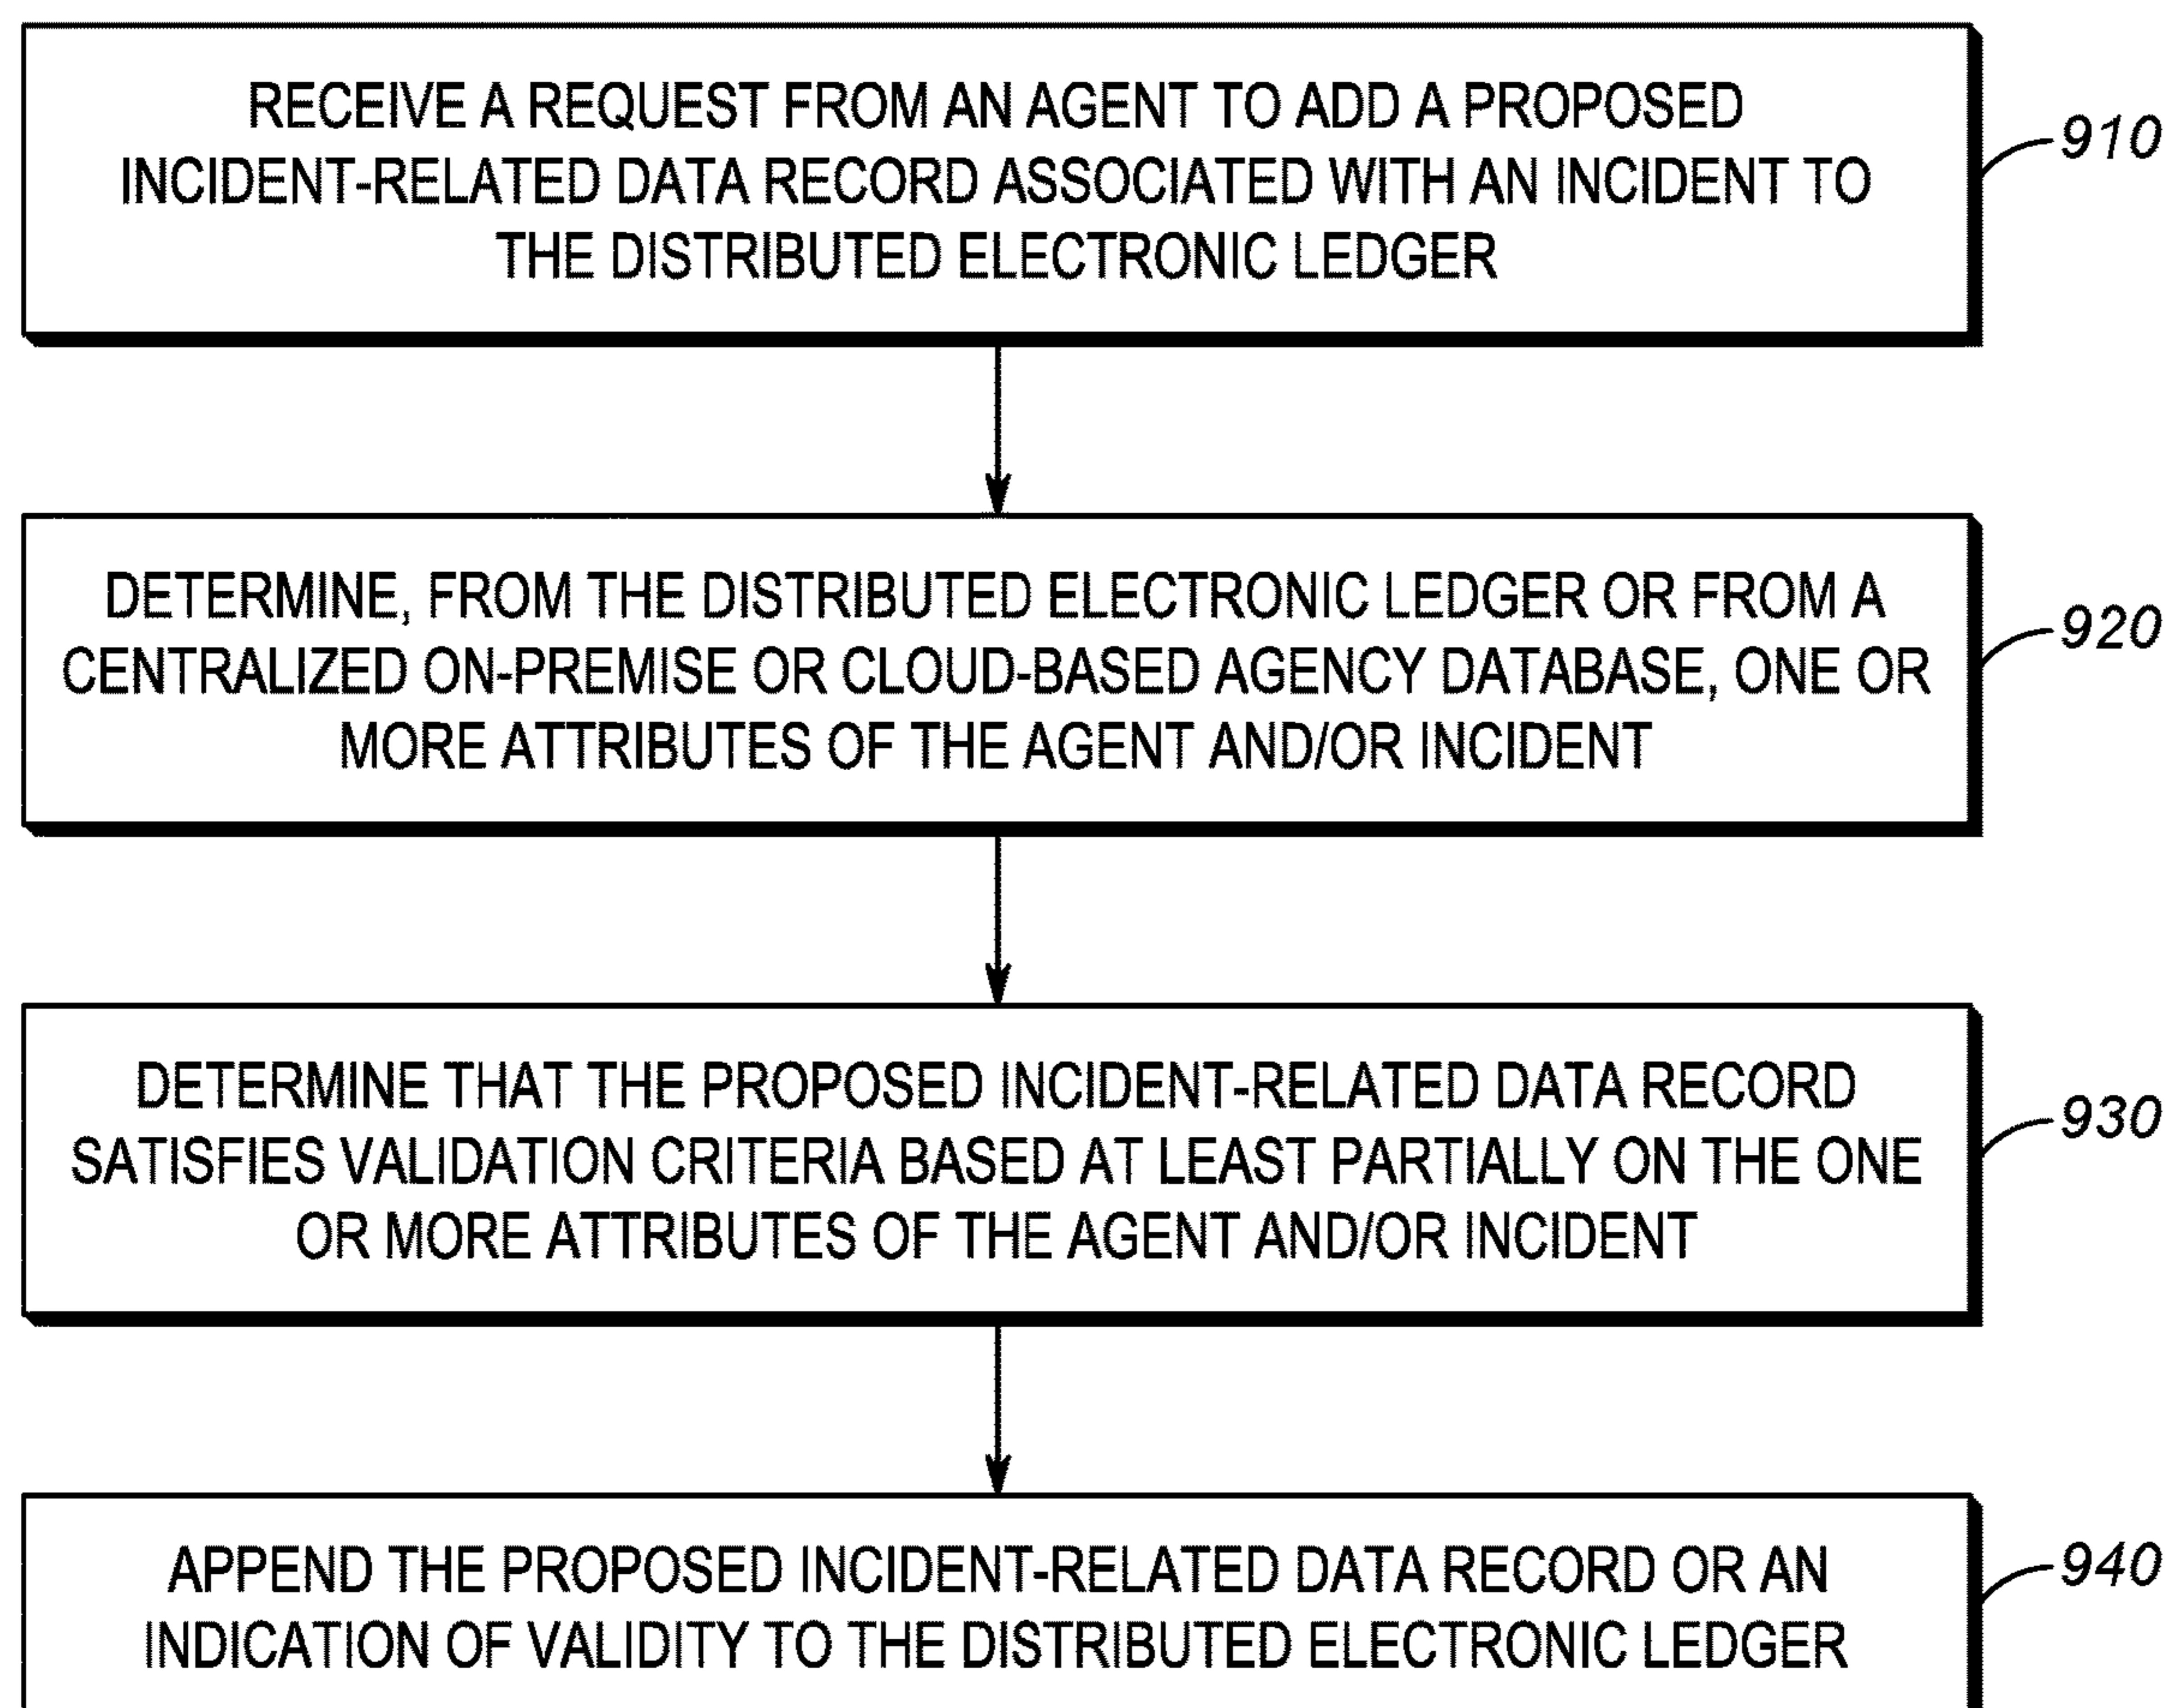 RECEIVE A REQUEST FROM AN AGENT TO ADD A PROPOSED
INCIDENT-RELATED DATA RECORD ASSOCIATED WITH AN INCIDENT TO
THE DISTRIBUTED ELECTRONIC LEDGER
910
DETERMINE, FROM THE DISTRIBUTED ELECTRONIC LEDGER OR FROM A
CENTRALIZED ON-PREMISE OR CLOUD-BASED AGENCY DATABASE, ONE OR
MORE ATTRIBUTES OF THE AGENT AND/OR INCIDENT
920
DETERMINE THAT THE PROPOSED INCIDENT-RELATED DATA RECORD
SATISFIES VALIDATION CRITERIA BASED AT LEAST PARTIALLY ON THE ONE
OR MORE ATTRIBUTES OF THE AGENT AND/OR INCIDENT
930
APPEND THE PROPOSED INCIDENT-RELATED DATA RECORD OR AN
INDICATION OF VALIDITY TO THE DISTRIBUTED ELECTRONIC LEDGER
940